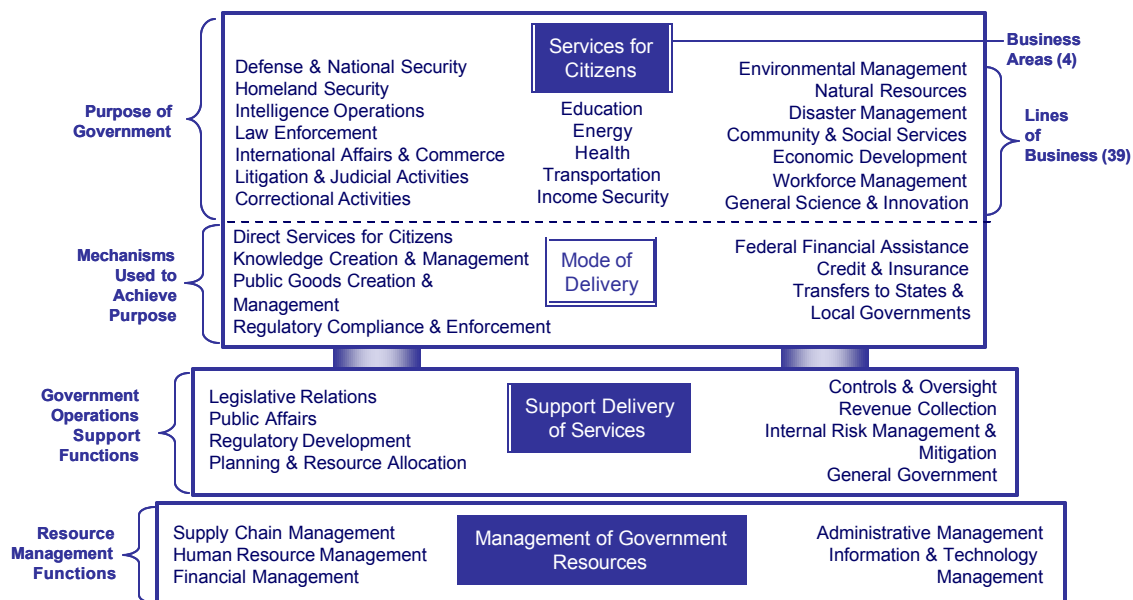 Purpose of
Government
Defense & National Security
Homeland Security
Intelligence Operations
Law Enforcement
International Affairs & Commerce
Litigation & Judicial Activities
Correctional Activities
Services for
Citizens
Education
Energy
Health
Transportation
Income Security
Environmental Management
Natural Resources
Disaster Management
Community & Social Services
Economic Development
Workforce Management
General Science & Innovation
Business
Areas (4)
Lines
of
Business (39)
Mechanisms
Used to
Achieve
Purpose
Direct Services for Citizens
Knowledge Creation & Management
Public Goods Creation &
Management
Regulatory Compliance & Enforcement
Mode of
Delivery
Federal Financial Assistance
Credit & Insurance
Transfers to States &
Local Governments
Government
Operations
Support
Functions
Legislative Relations
Public Affairs
Regulatory Development
Planning & Resource Allocation
Support Delivery
of Services
Controls & Oversight
Revenue Collection
Internal Risk Management &
Mitigation
General Government
Resource
Management
Functions
Supply Chain Management
Human Resource Management
Financial Management
Management of Government
Resources
Administrative Management
Information & Technology
Management